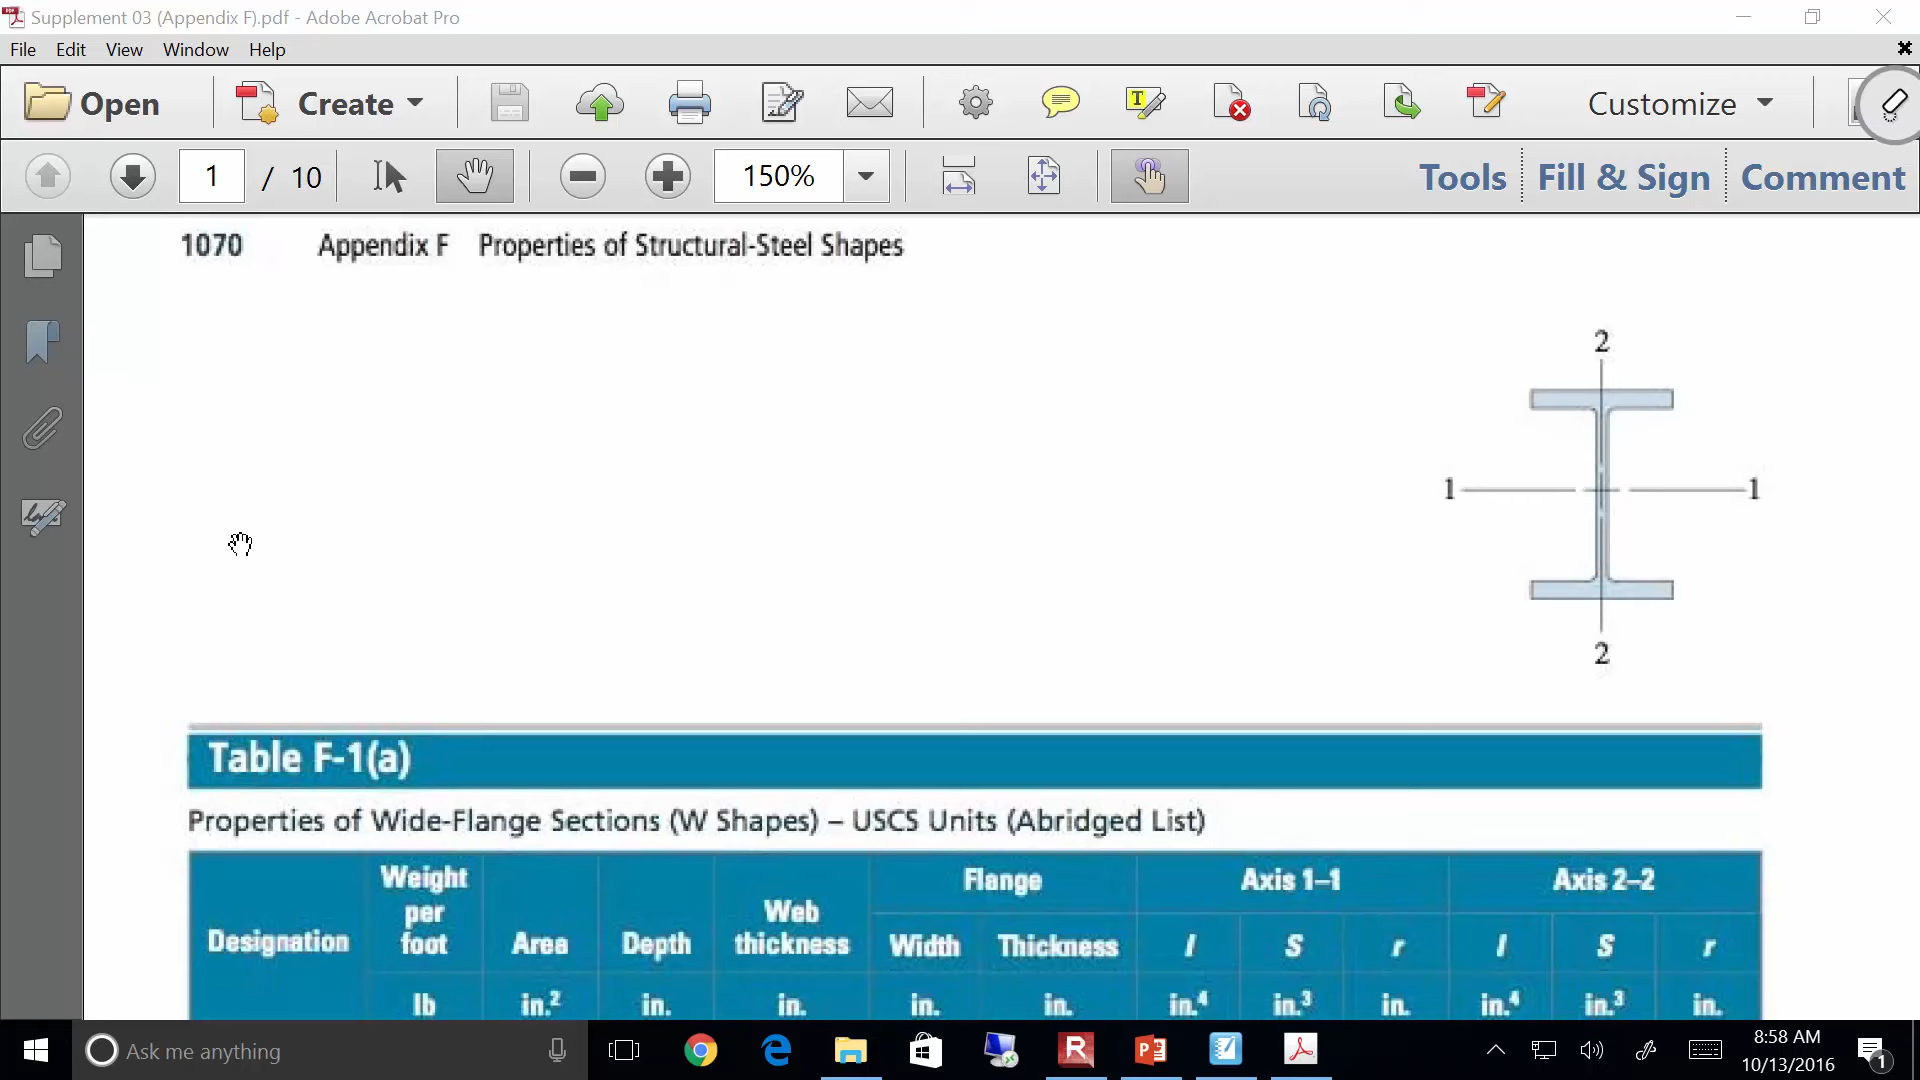 Supplement 03 (Appendix F).pdf - Adobe Acrobat Pro
File Edit View Window Help
Open Create Customize
1 / 10 150% Tools Fill & Sign Comment
1070 Appendix F Properties of Structural-Steel Shapes
2
1 1
2
Table F-1(a)
Properties of Wide-Flange Sections (W Shapes) – USCS Units (Abridged List)
Designation Weight per foot Area Depth Web thickness Flange Axis 1–1 Axis 2–2
Width Thickness I S r I S r
lb in.² in. in. in. in. in.⁴ in.³ in. in.⁴ in.³ in.
Ask me anything
8:58 AM
10/13/2016
1